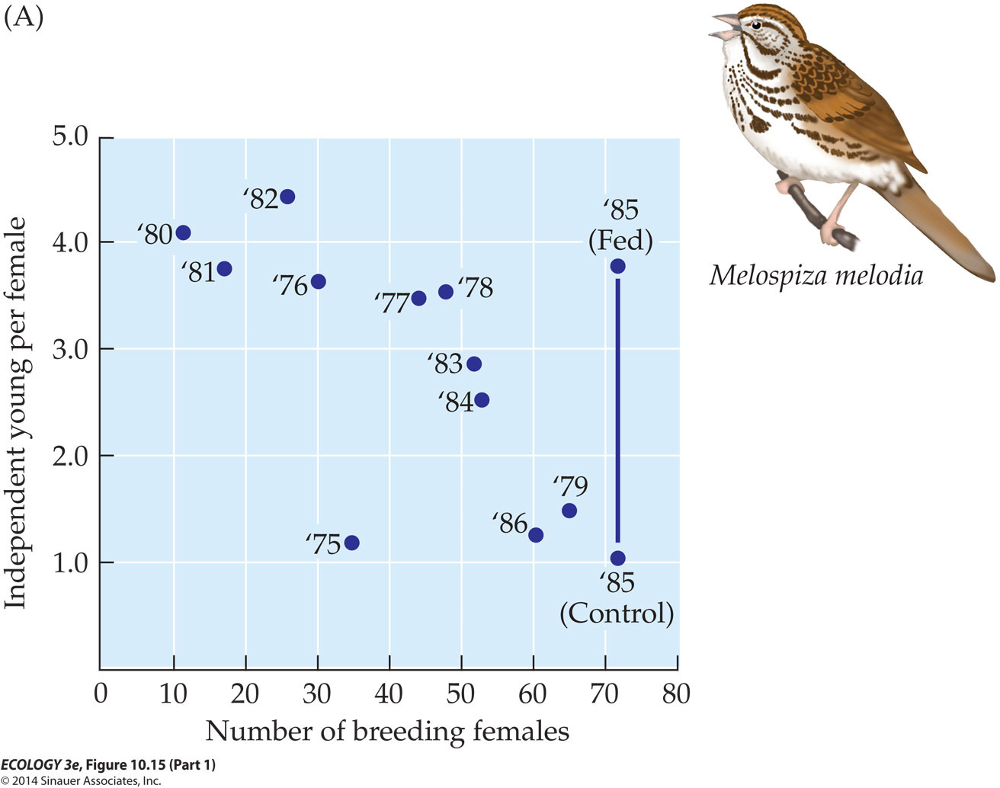 (A)
5.0
4.0
3.0
2.0
1.0
Independent young per female
‘82
‘80
‘81
‘76
‘77
‘78
‘83
‘84
‘75
‘86
‘79
‘85
(Fed)
‘85
(Control)
0 10 20 30 40 50 60 70 80
Number of breeding females
Melospiza melodia
ECOLOGY 3e, Figure 10.15 (Part 1)
© 2014 Sinauer Associates, Inc.